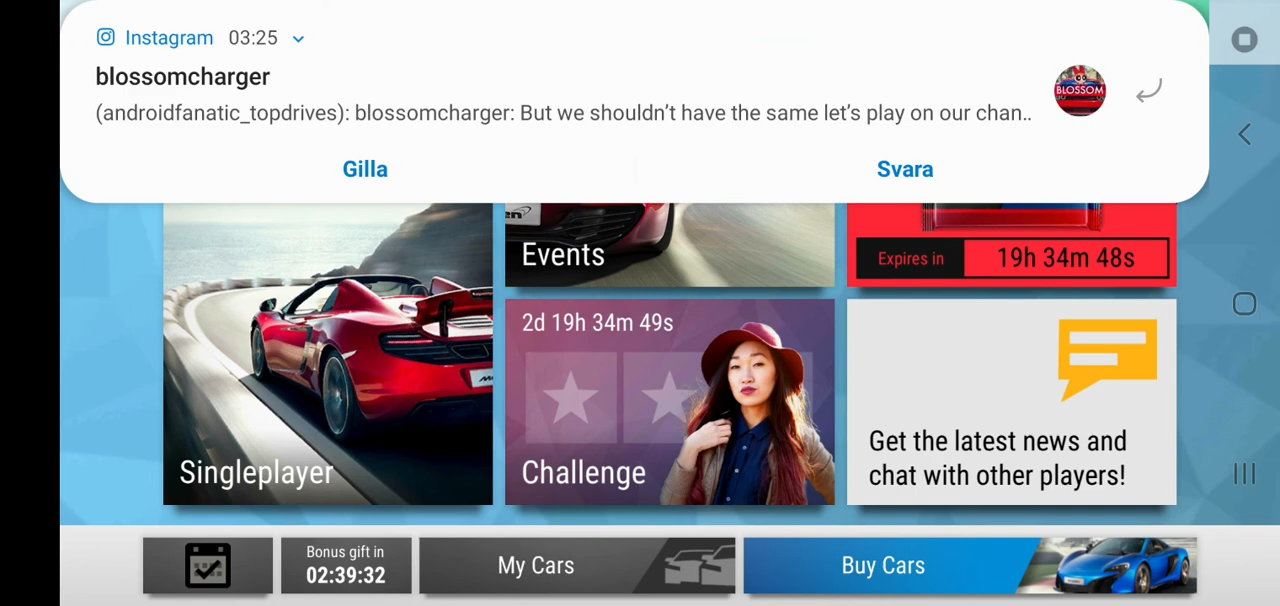 Instagram 03:25
blossomcharger
(androidfanatic_topdrives): blossomcharger: But we shouldn't have the same let's play on our chan..
BLOSSOM
Gilla
Svara
Events
Expires in
19h 34m 48s
2d 19h 34m 49s
Singleplayer
Challenge
Get the latest news and
chat with other players!
Bonus gift in
02:39:32
My Cars
Buy Cars